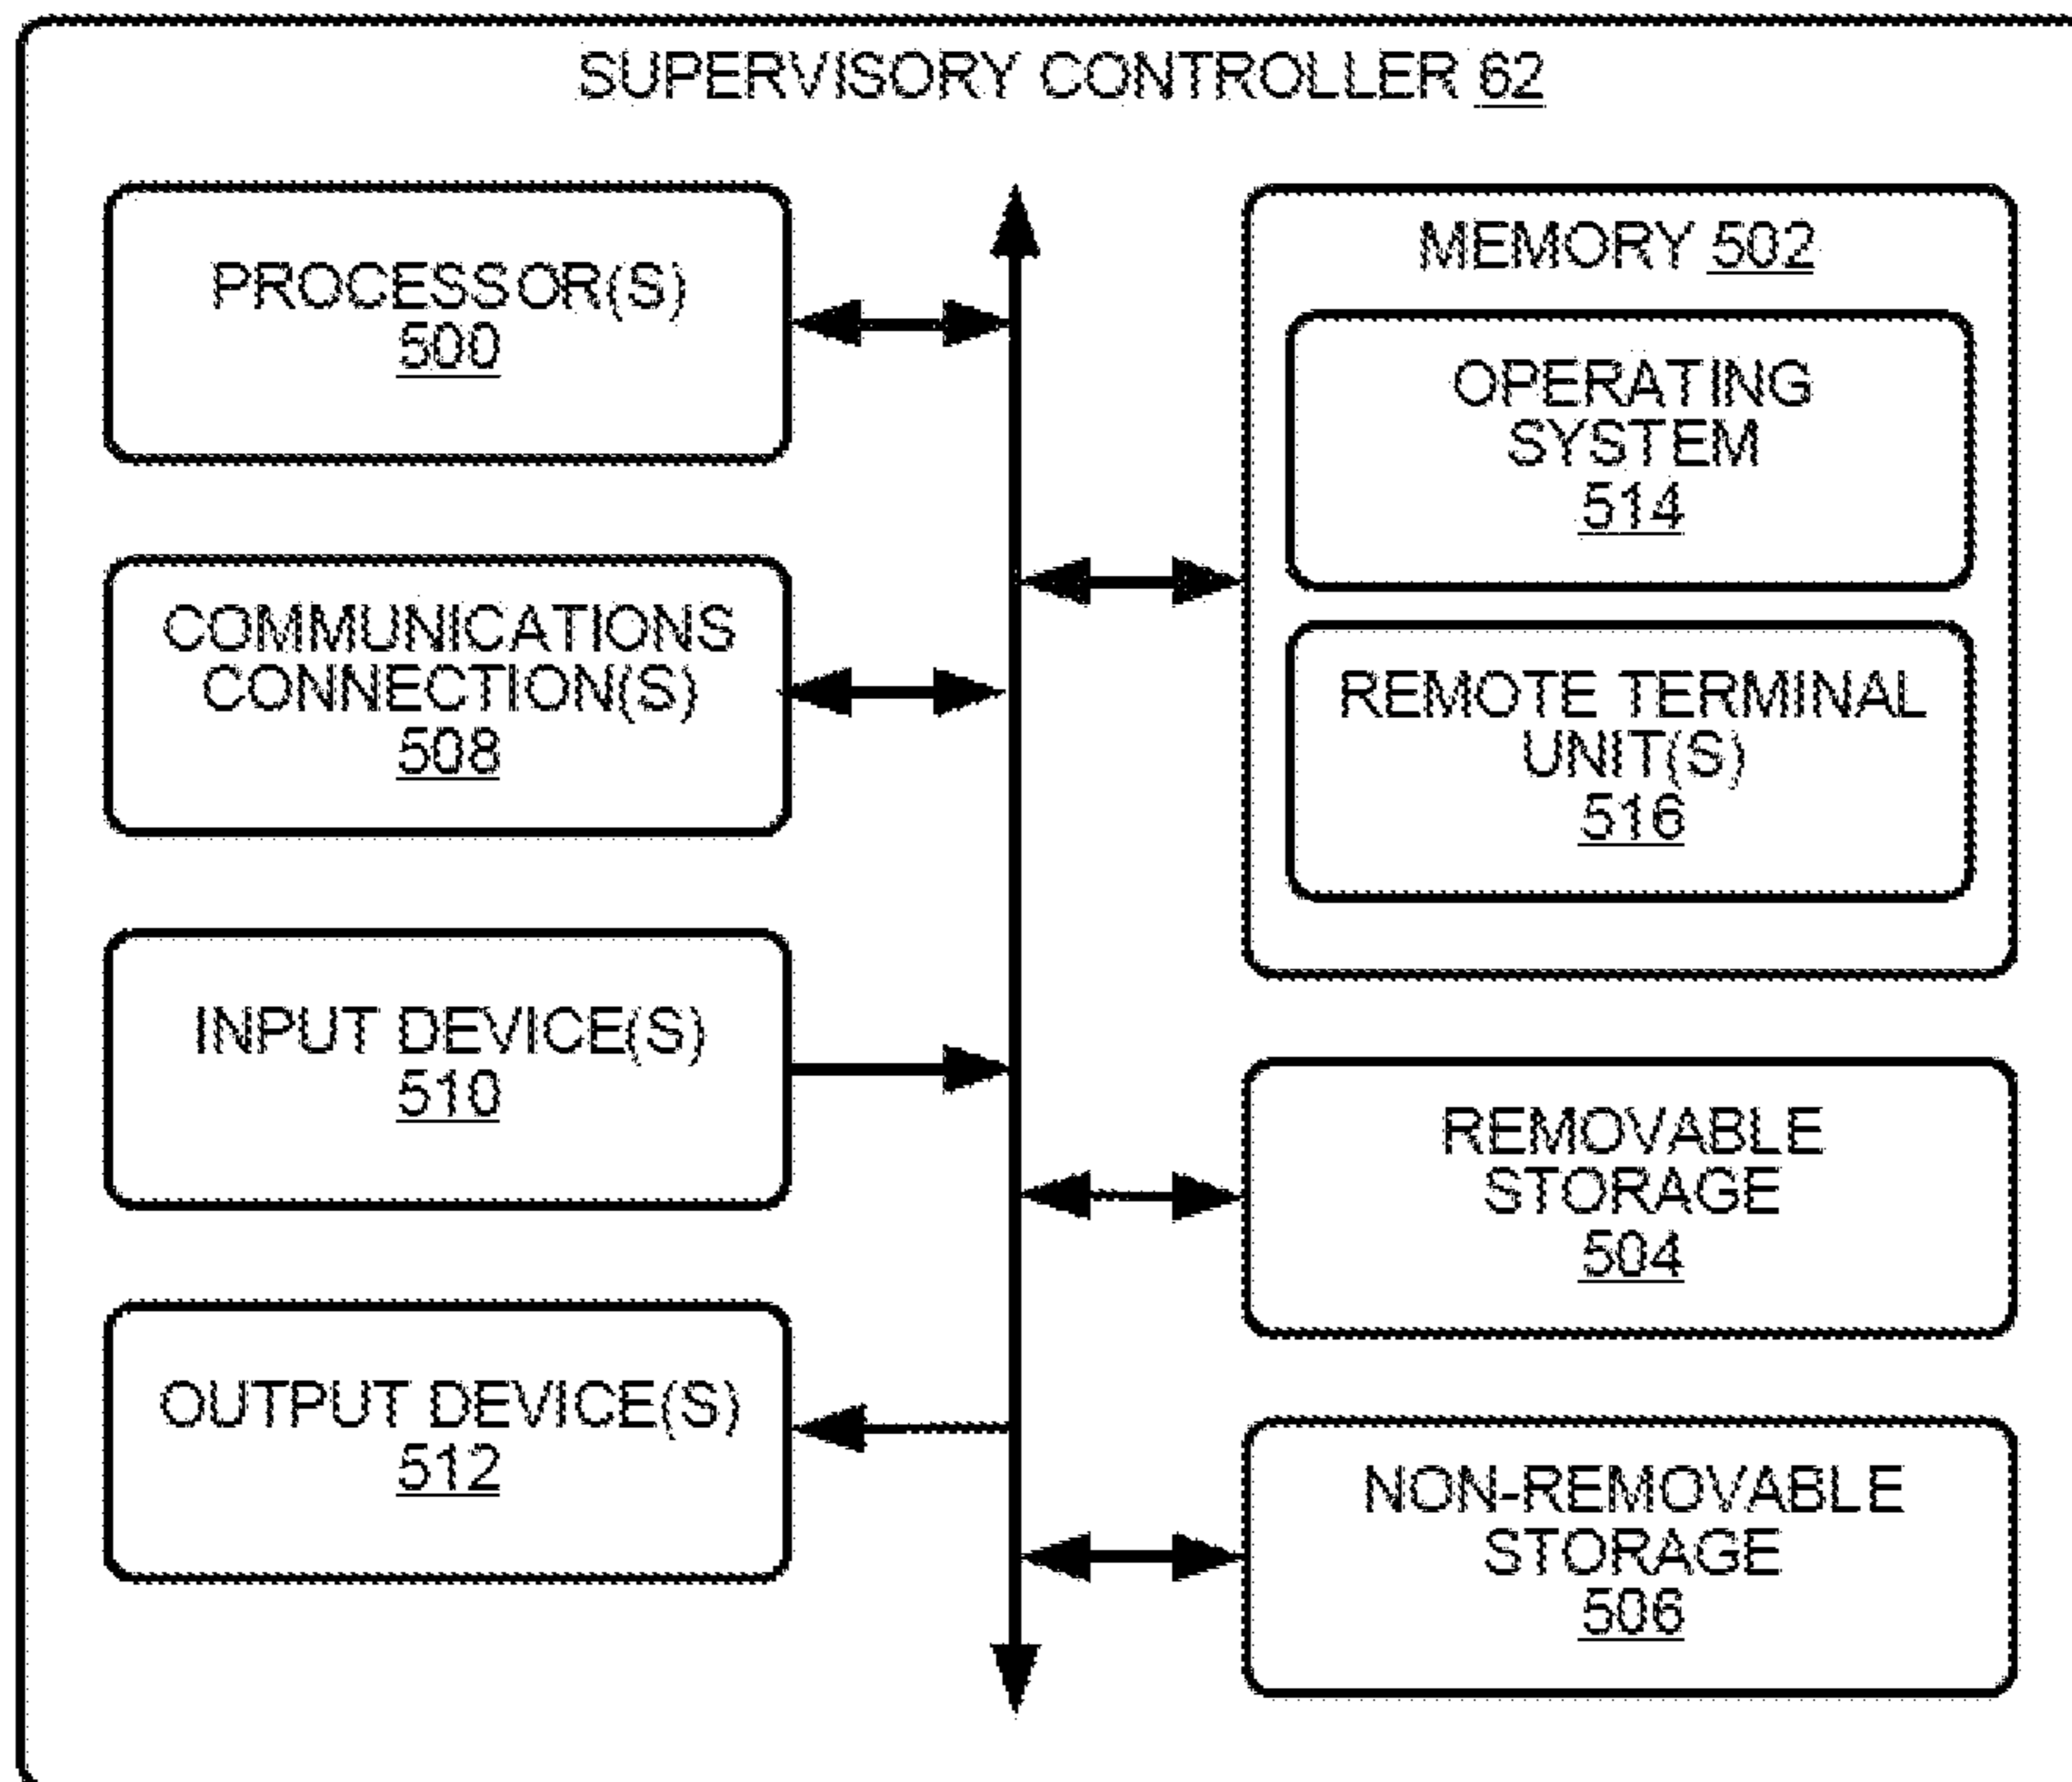 SUPERVISORY CONTROLLER 62
PROCESSOR(S)
500
COMMUNICATIONS
CONNECTION(S)
508
INPUT DEVICE(S)
510
OUTPUT DEVICE(S)
512
MEMORY 502
OPERATING
SYSTEM
514
REMOTE TERMINAL
UNIT(S)
516
REMOVABLE
STORAGE
504
NON-REMOVABLE
STORAGE
506